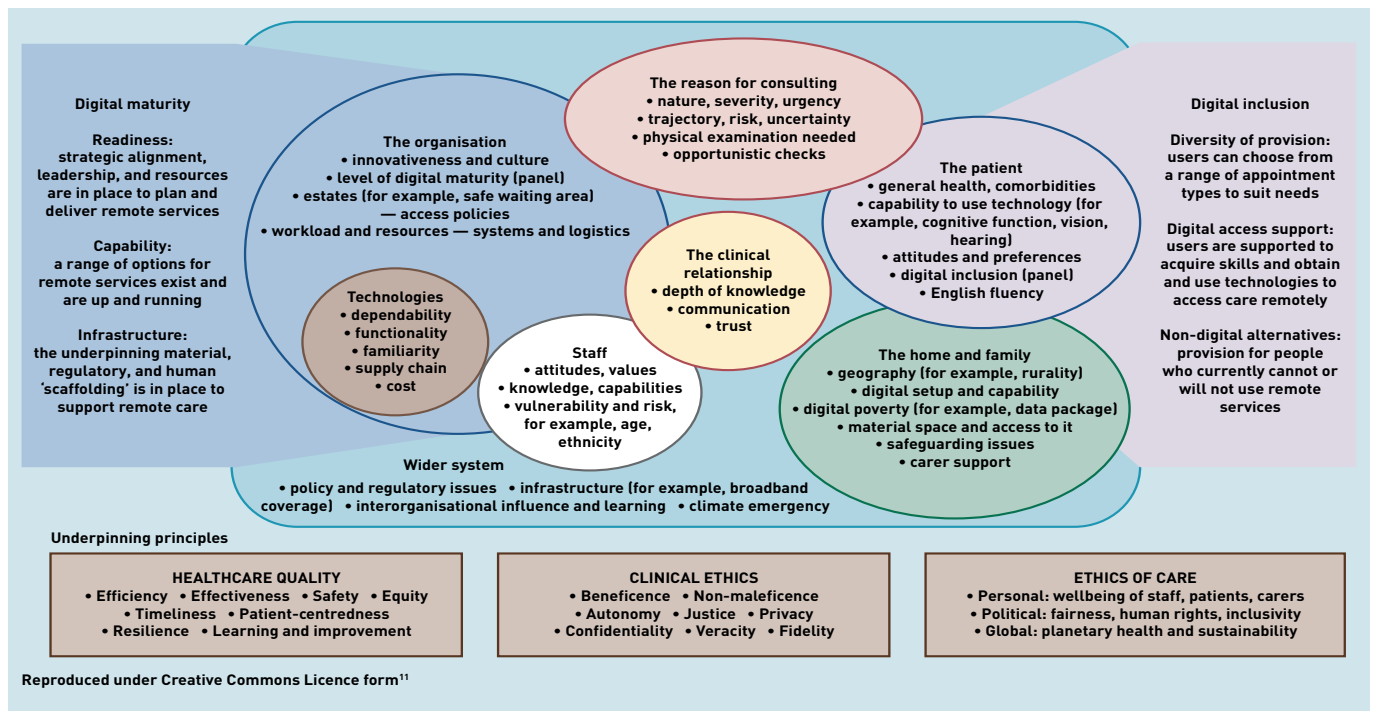 Digital maturity
Readiness:
strategic alignment,
leadership, and resources
are in place to plan and
deliver remote services
Capability:
a range of options for
remote services exist and
are up and running
Infrastructure:
the underpinning material,
regulatory, and human
‘scaffolding’ is in place to
support remote care
The organisation
• innovativeness and culture
• level of digital maturity (panel)
• estates (for example, safe waiting area)
— access policies
• workload and resources — systems and logistics
Technologies
• dependability
• functionality
• familiarity
• supply chain
• cost
The reason for consulting
• nature, severity, urgency
• trajectory, risk, uncertainty
• physical examination needed
• opportunistic checks
The clinical
relationship
• depth of knowledge
• communication
• trust
Staff
• attitudes, values
• knowledge, capabilities
• vulnerability and risk,
for example, age,
ethnicity
The patient
• general health, comorbidities
• capability to use technology (for
example, cognitive function, vision,
hearing)
• attitudes and preferences
• digital inclusion (panel)
• English fluency
The home and family
• geography (for example, rurality)
• digital setup and capability
• digital poverty (for example, data package)
• material space and access to it
• safeguarding issues
• carer support
Digital inclusion
Diversity of provision:
users can choose from
a range of appointment
types to suit needs
Digital access support:
users are supported to
acquire skills and obtain
and use technologies to
access care remotely
Non-digital alternatives:
provision for people
who currently cannot or
will not use remote
services
Wider system
• policy and regulatory issues • infrastructure (for example, broadband
coverage) • interorganisational influence and learning • climate emergency
Underpinning principles
HEALTHCARE QUALITY
• Efficiency • Effectiveness • Safety • Equity
• Timeliness • Patient-centredness
• Resilience • Learning and improvement
CLINICAL ETHICS
• Beneficence • Non-maleficence
• Autonomy • Justice • Privacy
• Confidentiality • Veracity • Fidelity
ETHICS OF CARE
• Personal: wellbeing of staff, patients, carers
• Political: fairness, human rights, inclusivity
• Global: planetary health and sustainability
Reproduced under Creative Commons Licence form¹¹